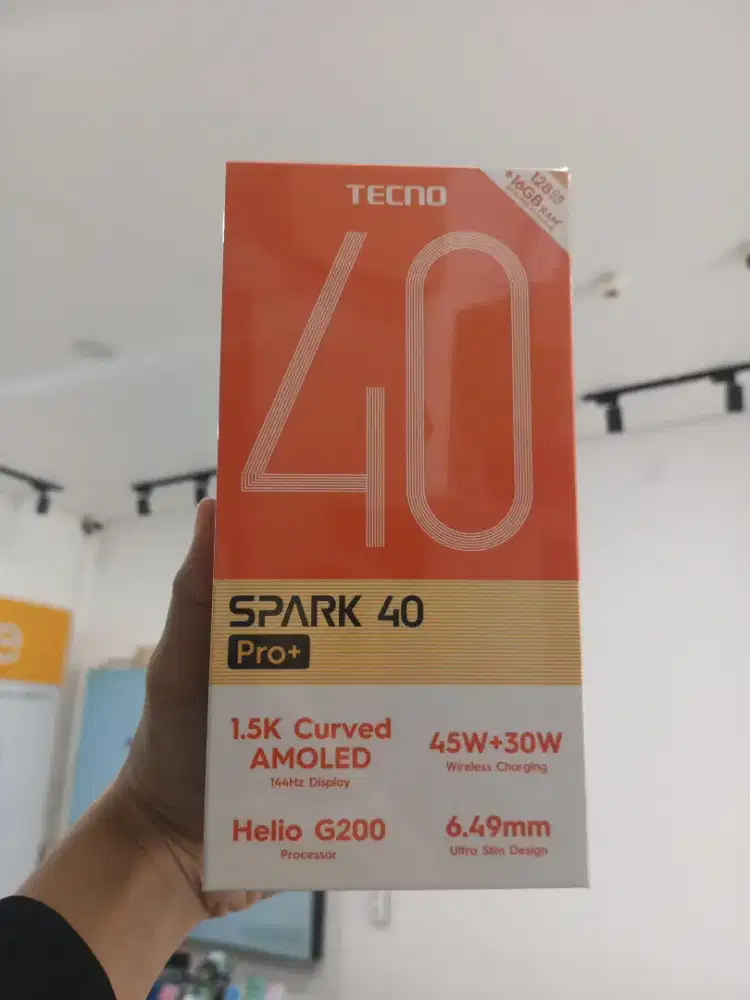 TECNO
128GB
+16GB RAM*
40
SPARK 40
Pro+
1.5K Curved
AMOLED
144Hz Display
45W+30W
Wireless Charging
Helio G200
Processor
6.49mm
Ultra Slim Design
e